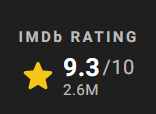 IMDb RATING
9.3/10
2.6M